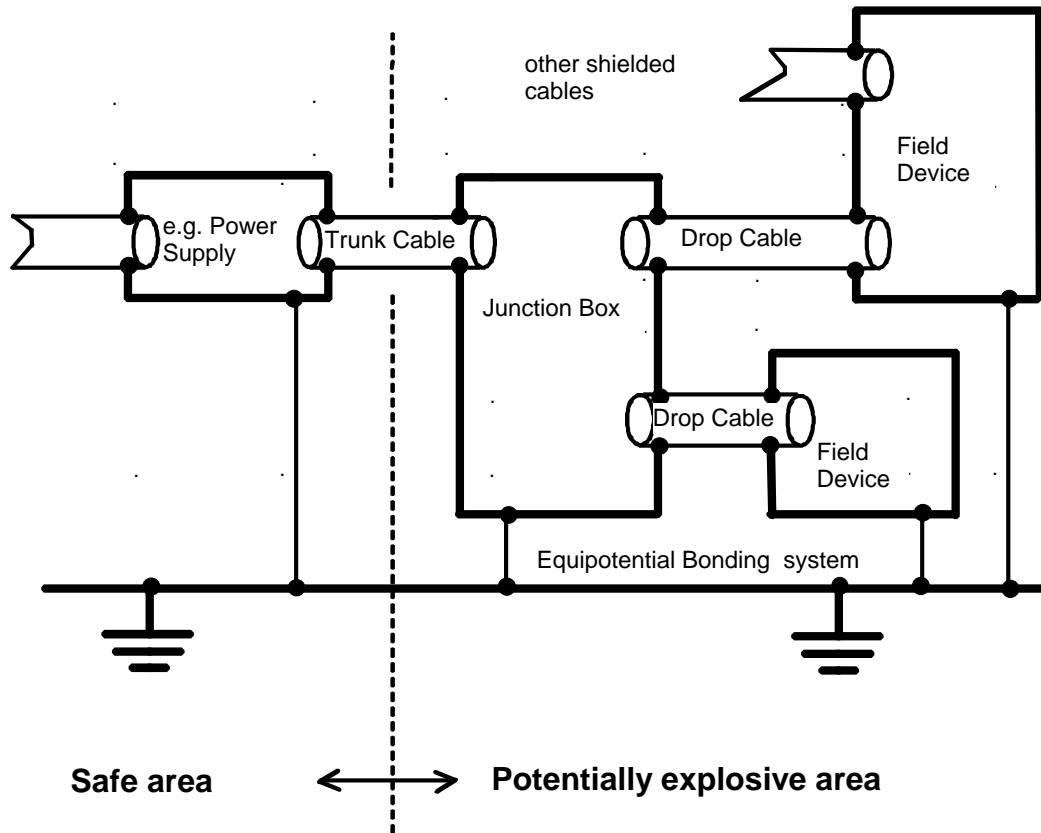 other shielded
cables
Field
Device
e.g. Power
Supply
Trunk Cable
Drop Cable
Junction Box
Drop Cable
Field
Device
Equipotential Bonding system
Safe area
Potentially explosive area